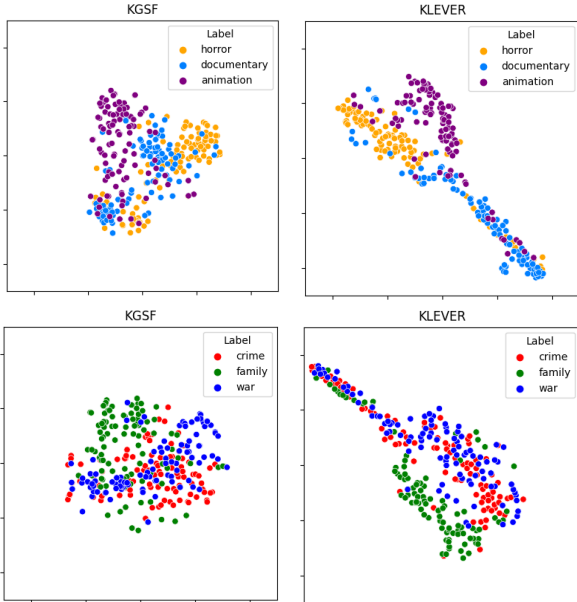 KGSF
Label
horror
documentary
animation
KLEVER
Label
horror
documentary
animation
KGSF
Label
crime
family
war
KLEVER
Label
crime
family
war